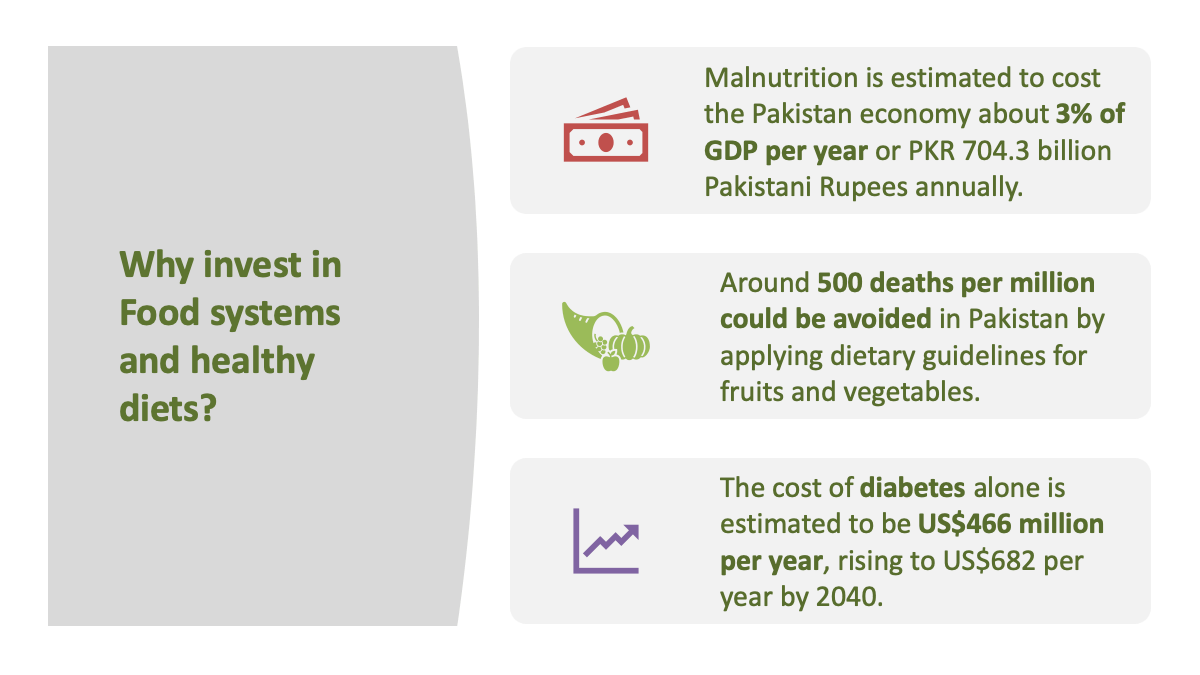 Why invest in
Food systems
and healthy
diets?
Malnutrition is estimated to cost
the Pakistan economy about 3% of
GDP per year or PKR 704.3 billion
Pakistani Rupees annually.
Around 500 deaths per million
could be avoided in Pakistan by
applying dietary guidelines for
fruits and vegetables.
The cost of diabetes alone is
estimated to be US$466 million
per year, rising to US$682 per
year by 2040.